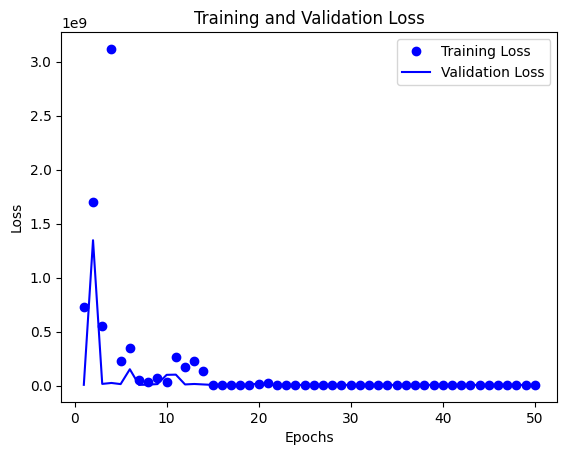 Training and Validation Loss
1e9
Training Loss
Validation Loss
3.0
2.5
2.0
1.5
1.0
0.5
0.0
Loss
0
10
20
30
40
50
Epochs